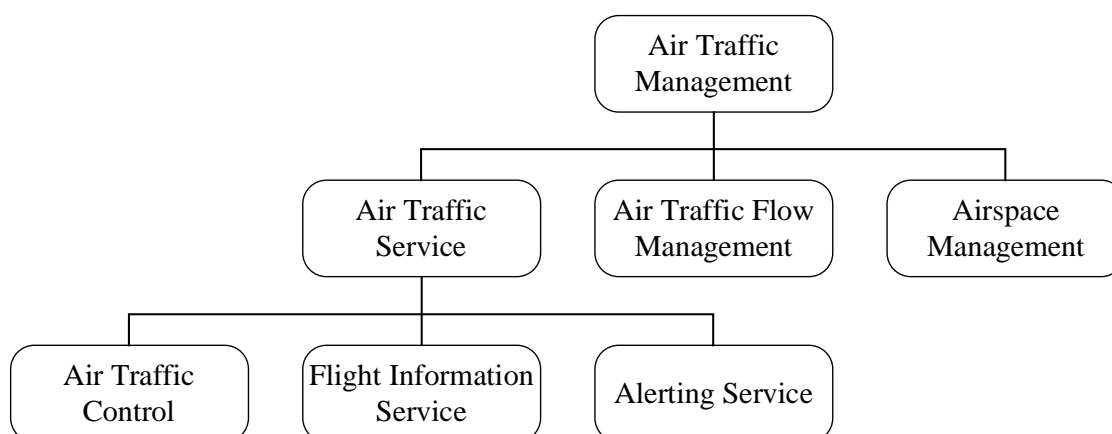 Air Traffic
Management
Air Traffic
Service
Air Traffic Flow
Management
Airspace
Management
Air Traffic
Control
Flight Information
Service
Alerting Service